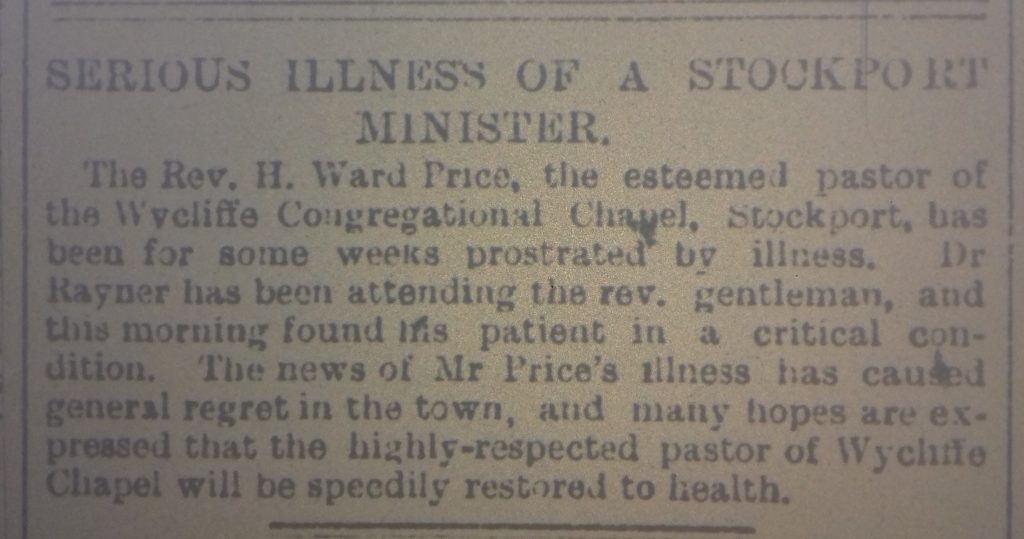 SERIOUS ILLNESS OF A STOCKPORT
MINISTER.
The Rev. H. Ward Price, the esteemed pastor of
the Wycliffe Congregational Chapel, Stockport, has
been for some weeks prostrated by illness. Dr
Rayner has been attending the rev. gentleman, and
this morning found his patient in a critical con-
dition. The news of Mr Price's illness has caused
general regret in the town, and many hopes are ex-
pressed that the highly-respected pastor of Wycliffe
Chapel will be speedily restored to health.